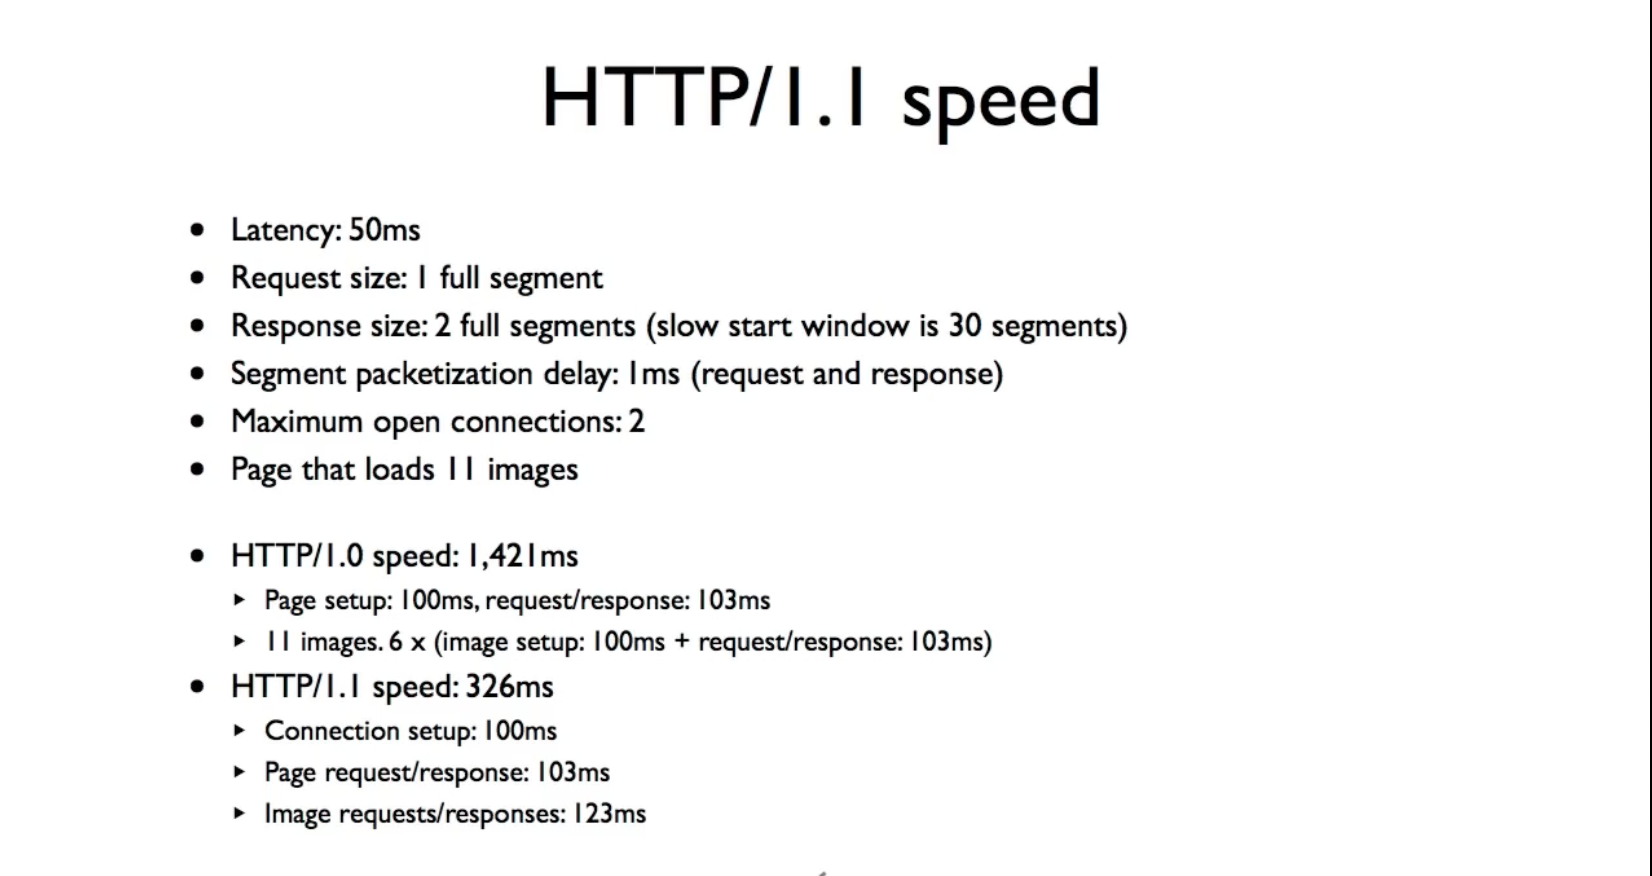 HTTP/1.1 speed
• Latency: 50ms
• Request size: 1 full segment
• Response size: 2 full segments (slow start window is 30 segments)
• Segment packetization delay: 1ms (request and response)
• Maximum open connections: 2
• Page that loads 11 images
• HTTP/1.0 speed: 1,421ms
‣ Page setup: 100ms, request/response: 103ms
‣ 11 images. 6 x (image setup: 100ms + request/response: 103ms)
• HTTP/1.1 speed: 326ms
‣ Connection setup: 100ms
‣ Page request/response: 103ms
‣ Image requests/responses: 123ms